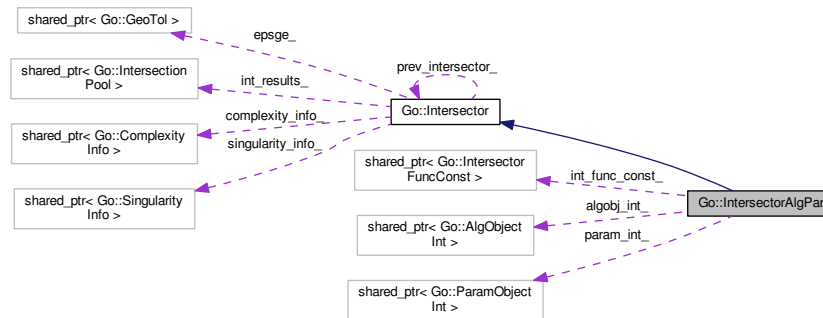 shared_ptr< Go::GeoTol >
epsge_
shared_ptr< Go::Intersection
Pool >
int_results_
prev_intersector_
Go::Intersector
complexity_info_
shared_ptr< Go::Complexity
Info >
singularity_info_
shared_ptr< Go::Singularity
Info >
shared_ptr< Go::Intersector
FuncConst >
int_func_const_
Go::IntersectorAlgPar
algobj_int_
shared_ptr< Go::AlgObject
Int >
param_int_
shared_ptr< Go::ParamObject
Int >